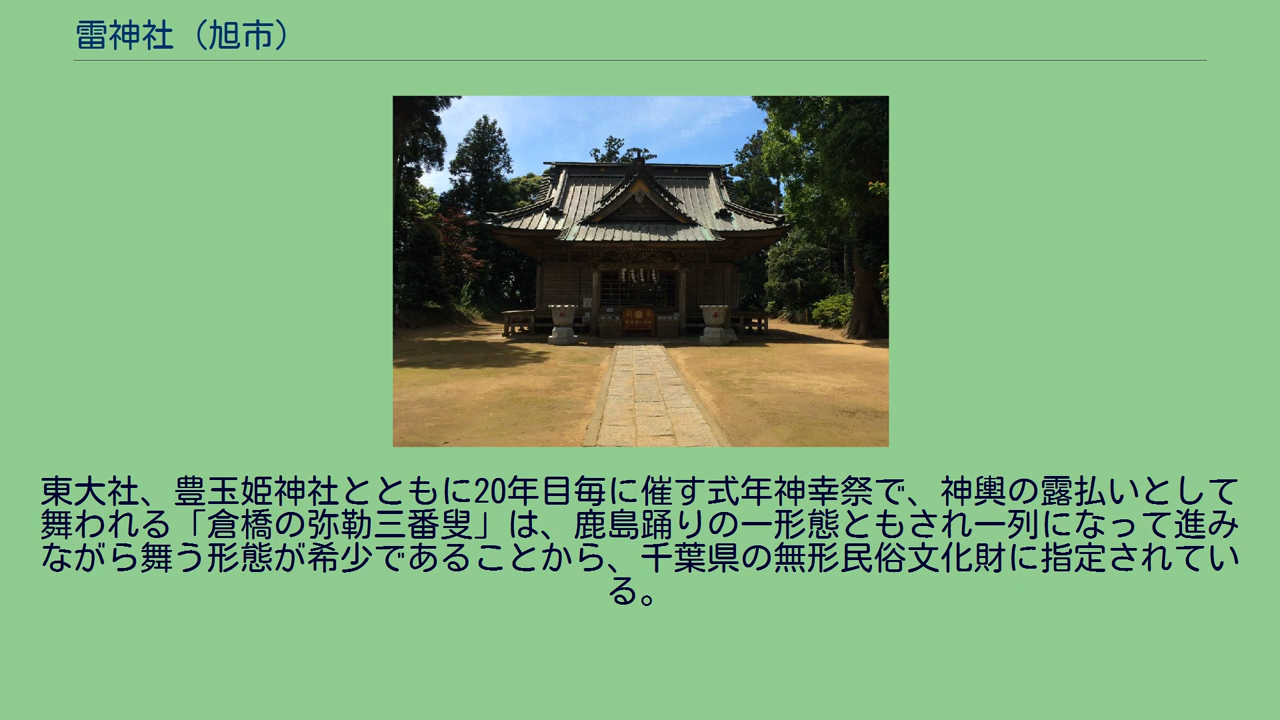 雷神社（旭市）
東大社、豊玉姫神社とともに20年目毎に催す式年神幸祭で、神輿の露払いとして
舞われる「倉橋の弥勒三番叟」は、鹿島踊りの一形態ともされ一列になって進み
ながら舞う形態が希少であることから、千葉県の無形民俗文化財に指定されてい
る。